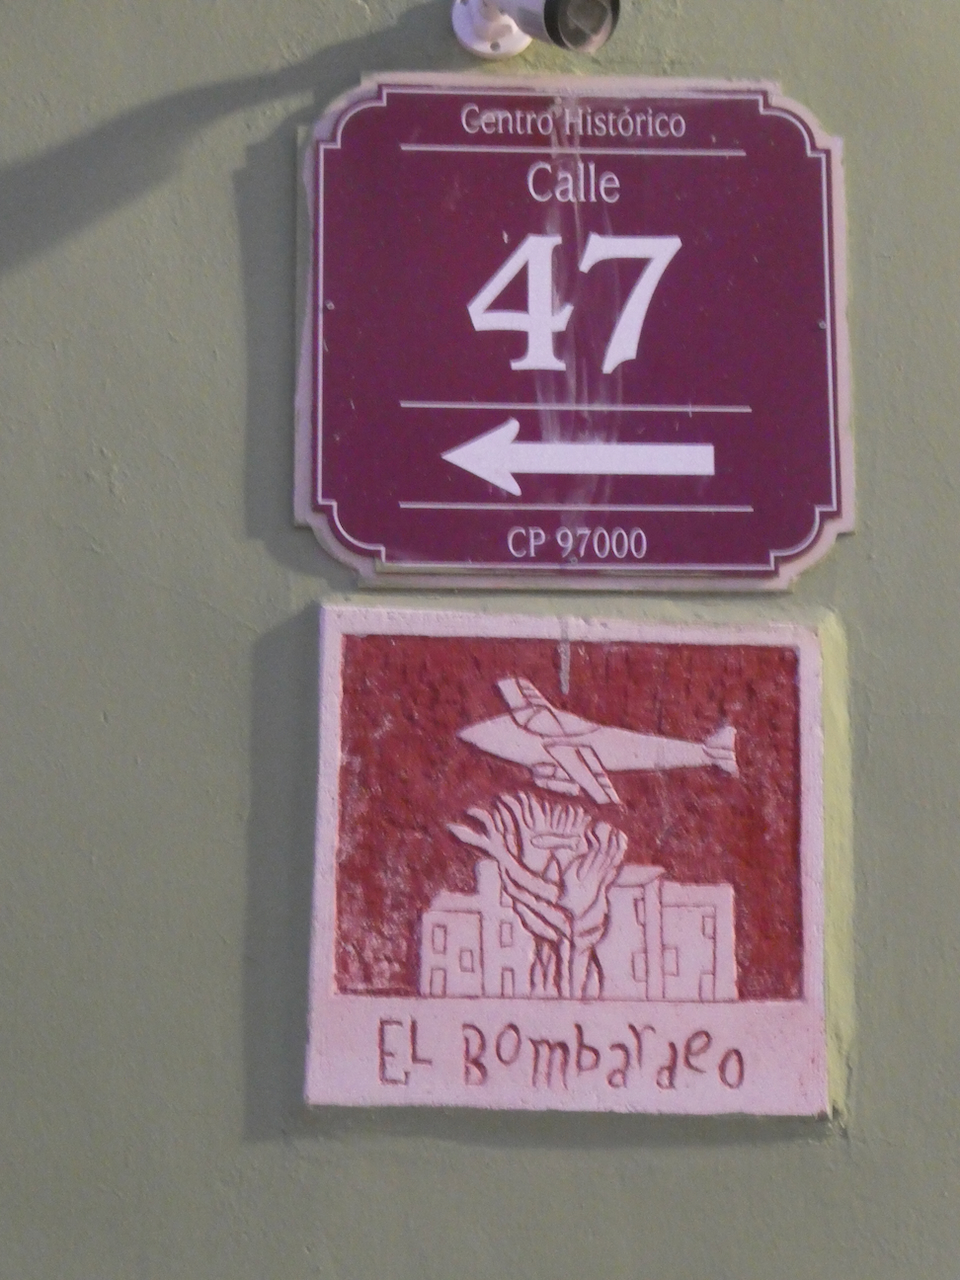 Centro Histórico
Calle
47
CP 97000
EL Bombardeo